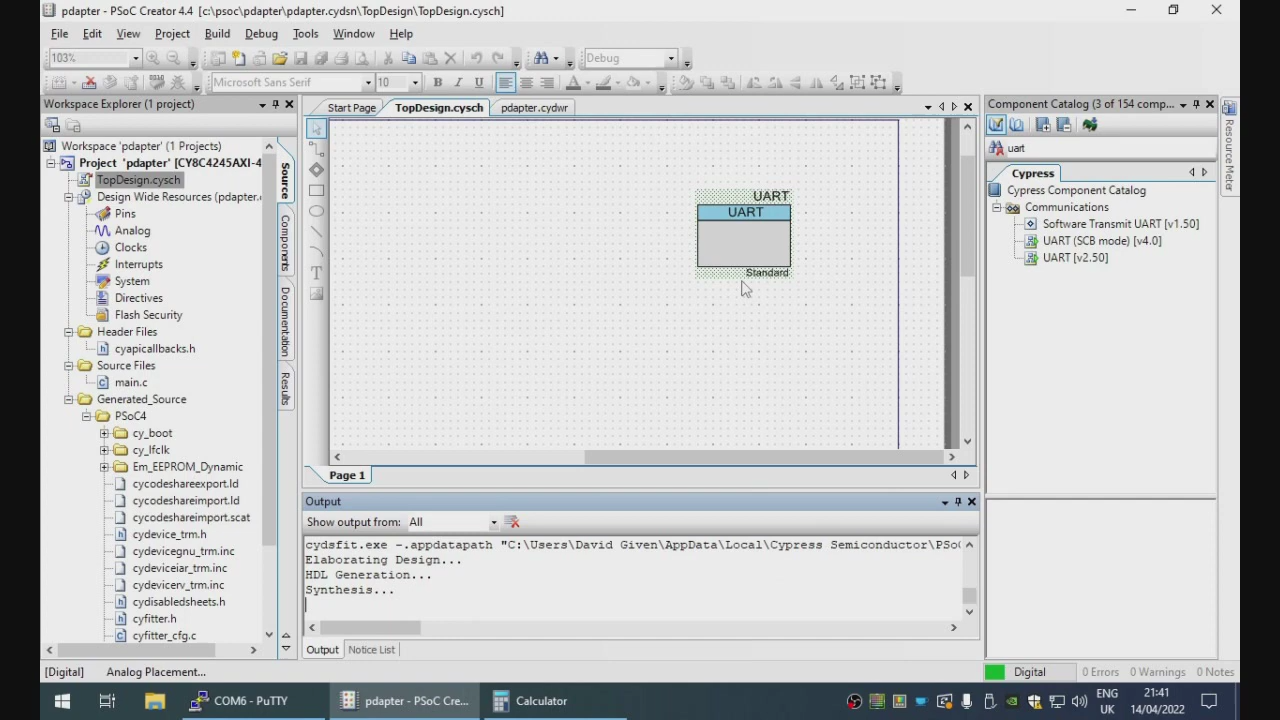 pdapter - PSoC Creator 4.4 [c:\psoc\pdapter\pdapter.cydsn\TopDesign\TopDesign.cysch]
File Edit View Project Build Debug Tools Window Help
103% Debug
Microsoft Sans Serif 10 B I U A
Workspace Explorer (1 project)
Workspace 'pdapter' (1 Projects)
Project 'pdapter' [CY8C4245AXI-4
TopDesign.cysch
Design Wide Resources (pdapter.
Pins
Analog
Clocks
Interrupts
System
Directives
Flash Security
Header Files
cyapicallbacks.h
Source Files
main.c
Generated_Source
PSoC4
cy_boot
cy_lfclk
Em_EEPROM_Dynamic
cycodeshareexport.ld
cycodeshareimport.ld
cycodeshareimport.scat
cydevice_trm.h
cydevicegnu_trm.inc
cydeviceiar_trm.inc
cydevicerv_trm.inc
cydisabledsheets.h
cyfitter.h
cyfitter_cfg.c
Source
Components
Documentation
Results
Start Page TopDesign.cysch pdapter.cydwr
T
UART
UART
Standard
Page 1
Output
Show output from: All
cydsfit.exe -.appdatapath "C:\Users\David Given\AppData\Local\Cypress Semiconductor\PSoC
Elaborating Design...
HDL Generation...
Synthesis...
Output Notice List
Component Catalog (3 of 154 comp...
uart
Cypress
Cypress Component Catalog
Communications
Software Transmit UART [v1.50]
UART (SCB mode) [v4.0]
UART [v2.50]
Resource Meter
[Digital] Analog Placement... Digital 0 Errors 0 Warnings 0 Notes
COM6 - PuTTY pdapter - PSoC Cre... Calculator
ENG
UK
21:41
14/04/2022